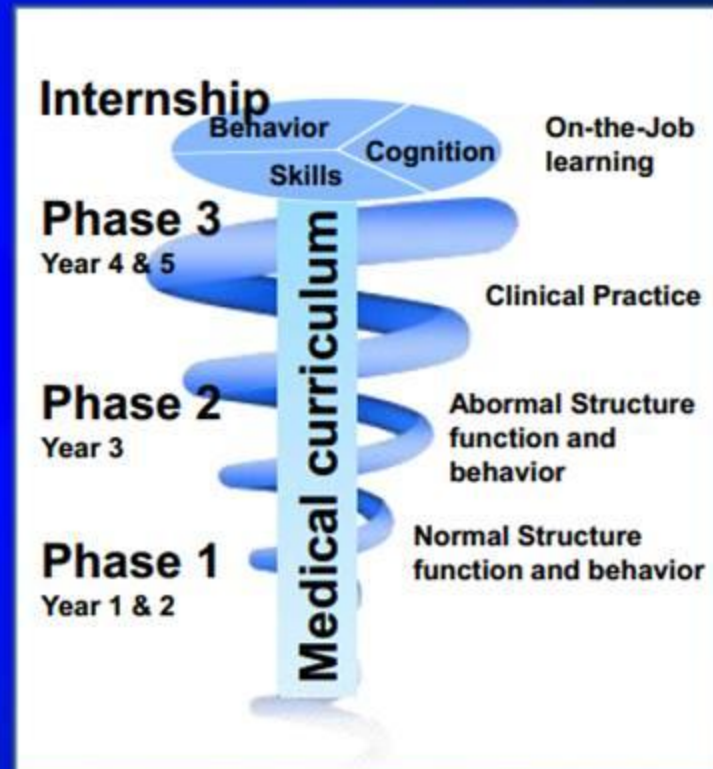 Internship
Behavior
Cognition
Skills
On-the-Job
learning
Phase 3
Year 4 & 5
Clinical Practice
Phase 2
Year 3
Abormal Structure
function and
behavior
Phase 1
Year 1 & 2
Normal Structure
function and behavior
Medical curriculum